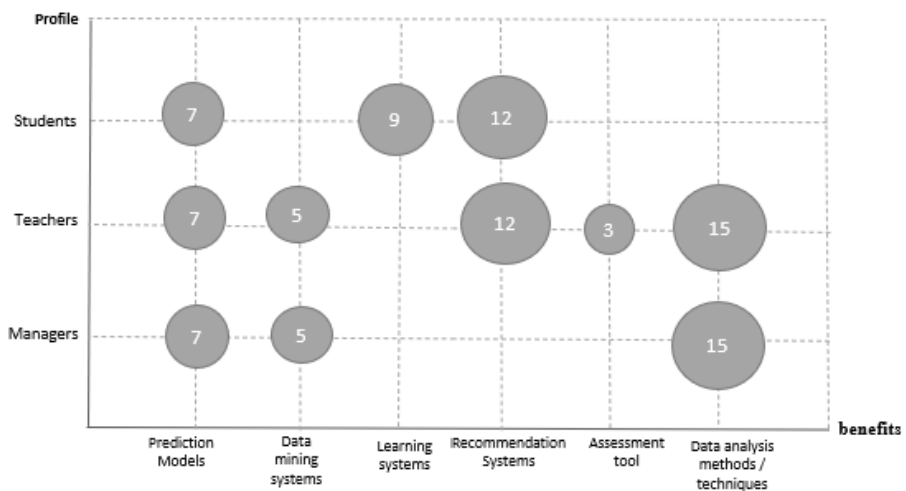 Profile
Students
7
9
12
Teachers
7
5
12
3
15
Managers
7
5
15
benefits
Prediction
Models
Data
mining
systems
Learning
systems
Recommendation
Systems
Assessment
tool
Data analysis
methods /
techniques